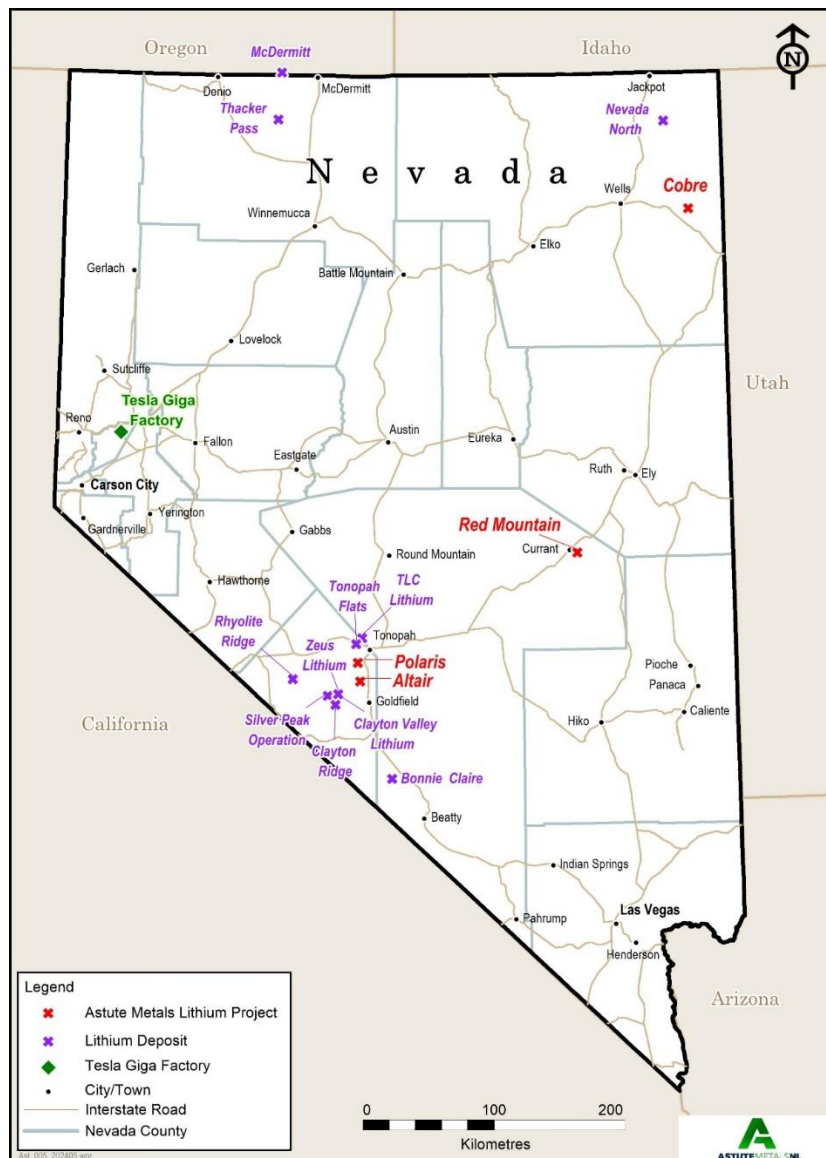 Oregon
Idaho
McDermitt
N
Denio
McDermitt
Jackpot
Thacker
Pass
Nevada
North
Nevada
Cobre
Wells
Winnemucca
Elko
Gerlach
Battle Mountain
Lovelock
Sutcliffe
Utah
Tesla Giga
Factory
Reno
Fallon
Austin
Eureka
Eastgate
Ruth
Ely
Carson City
Yerington
Gardnerville
Gabbs
Red Mountain
Currant
Round Mountain
Hawthorne
Tonopah
Flats
TLC
Lithium
Rhyolite
Ridge
Zeus
Lithium
Tonopah
Polaris
Altair
Pioche
Panaca
Goldfield
Caliente
Hiko
California
Silver Peak
Operation
Clayton
Ridge
Clayton Valley
Lithium
Bonnie Claire
Beatty
Indian Springs
Las Vegas
Pahrump
Henderson
Arizona
Legend
Astute Metals Lithium Project
Lithium Deposit
Tesla Giga Factory
City/Town
Interstate Road
Nevada County
0 100 200
Kilometres
ASTUTEMETALSNL